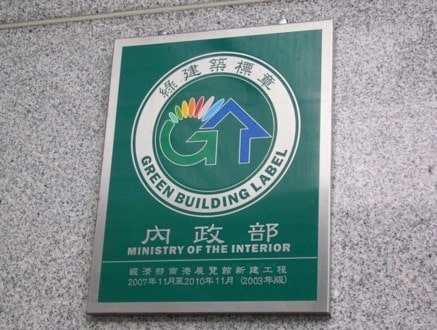 綠建築標章
GREEN BUILDING LABEL
內政部
MINISTRY OF THE INTERIOR
經濟部南港展覽館新建工程
2007年11月至2010年11月 (2003年版)